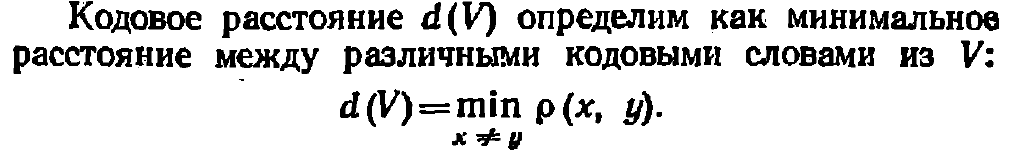 Кодовое расстояние d(V) определим как минимальное
расстояние между различными кодовыми словами из V:
d(V)=min ρ(x, y).
x≠y